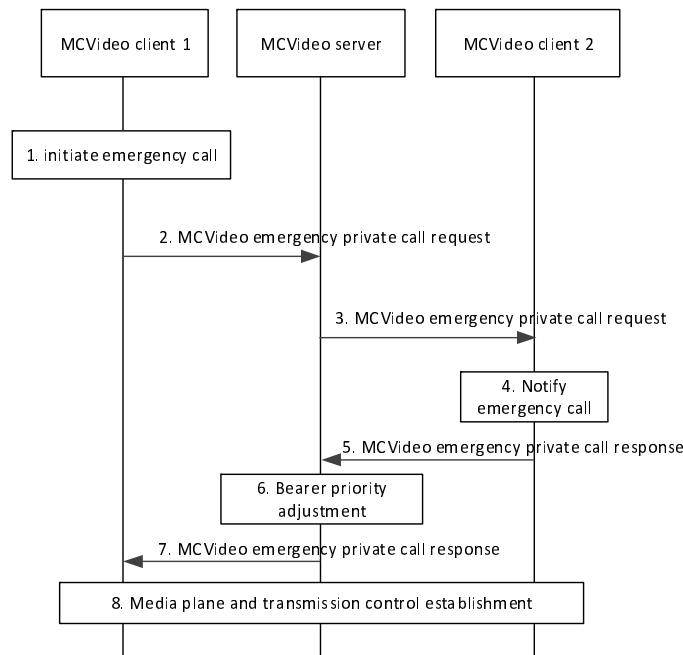 MCVideo client 1
MCVideo server
MCVideo client 2
1. initiate emergency call
2. MCVideo emergency private call request
3. MCVideo emergency private call request
4. Notify
emergency call
5. MCVideo emergency private call response
6. Bearer priority
adjustment
7. MCVideo emergency private call response
8. Media plane and transmission control establishment